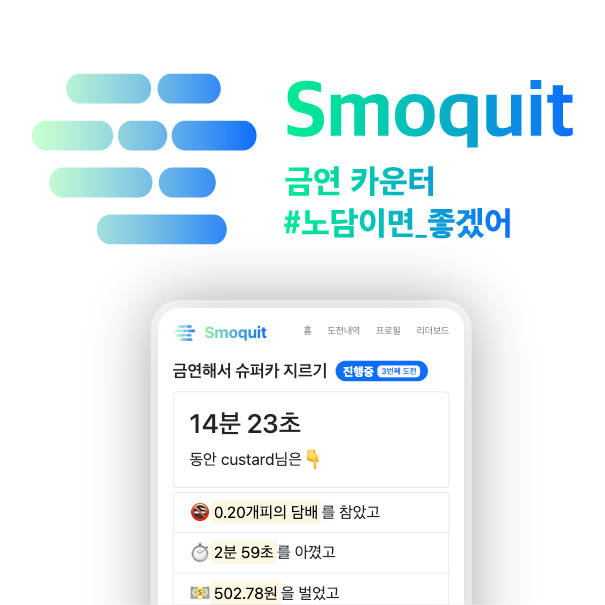 Smoquit
금연 카운터
#노담이면_좋겠어
Smoquit 홈 도전내역 프로필 리더보드
금연해서 슈퍼카 지르기 진행중 3번째 도전
14분 23초
동안 custard님은👇
0.20개피의 담배 를 참았고
2분 59초 를 아꼈고
502.78원 을 벌었고